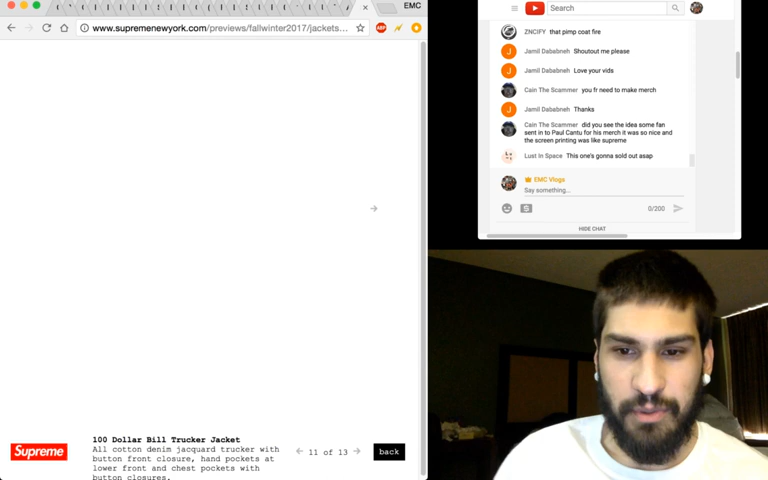 EMC
www.supremenewyork.com/previews/fallwinter2017/jackets...
ABP
Search
ZNCIFY that pimp coat fire
J Jamil Dababneh Shoutout me please
J Jamil Dababneh Love your vids
Cain The Scammer you fr need to make merch
J Jamil Dababneh Thanks
Cain The Scammer did you see the idea some fan
sent in to Paul Cantu for his merch it was so nice and
the screen printing was like supreme
Lust In Space This one's gonna sold out asap
EMC Vlogs
Say something...
0/200
HIDE CHAT
Supreme
100 Dollar Bill Trucker Jacket
All cotton denim jacquard trucker with
button front closure, hand pockets at
lower front and chest pockets with
button closures.
11 of 13
back